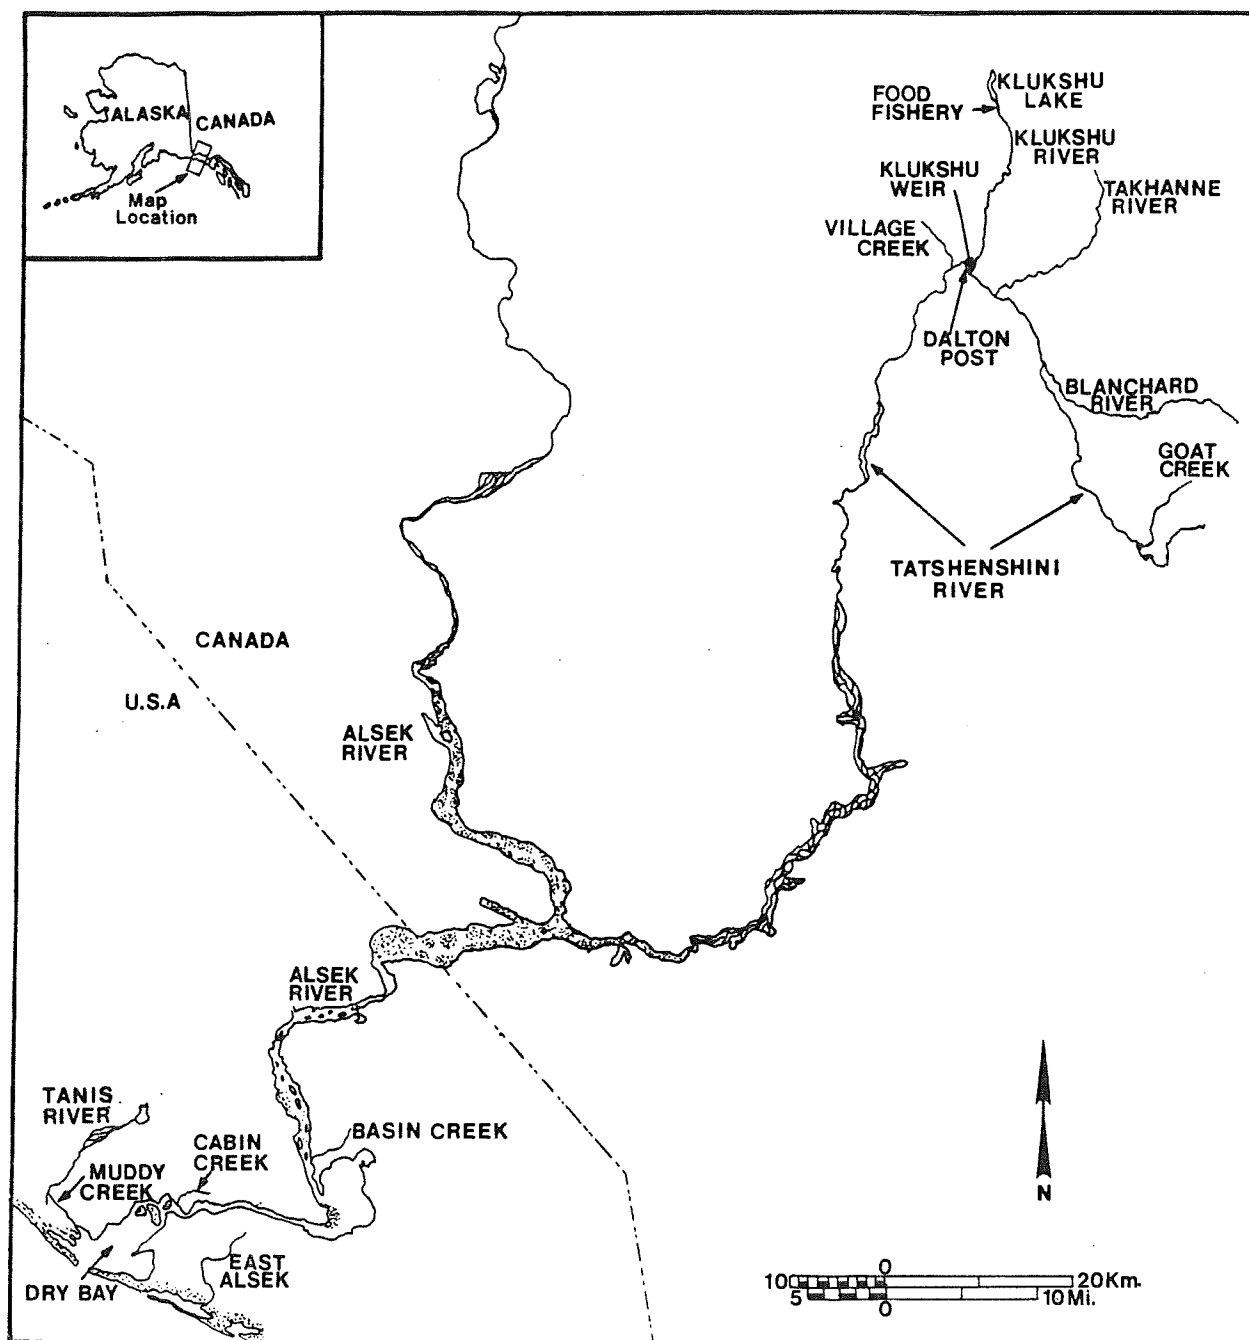 ALASKA
CANADA
Map
Location
FOOD
FISHERY
KLUKSHU
LAKE
KLUKSHU
RIVER
KLUKSHU
WEIR
TAKHANNE
RIVER
VILLAGE
CREEK
DALTON
POST
BLANCHARD
RIVER
GOAT
CREEK
TATSHENSHINI
RIVER
CANADA
U.S.A
ALSEK
RIVER
ALSEK
RIVER
TANIS
RIVER
CABIN
CREEK
BASIN CREEK
MUDDY
CREEK
EAST
ALSEK
DRY BAY
N
10 0 20Km.
5 0 10Mi.